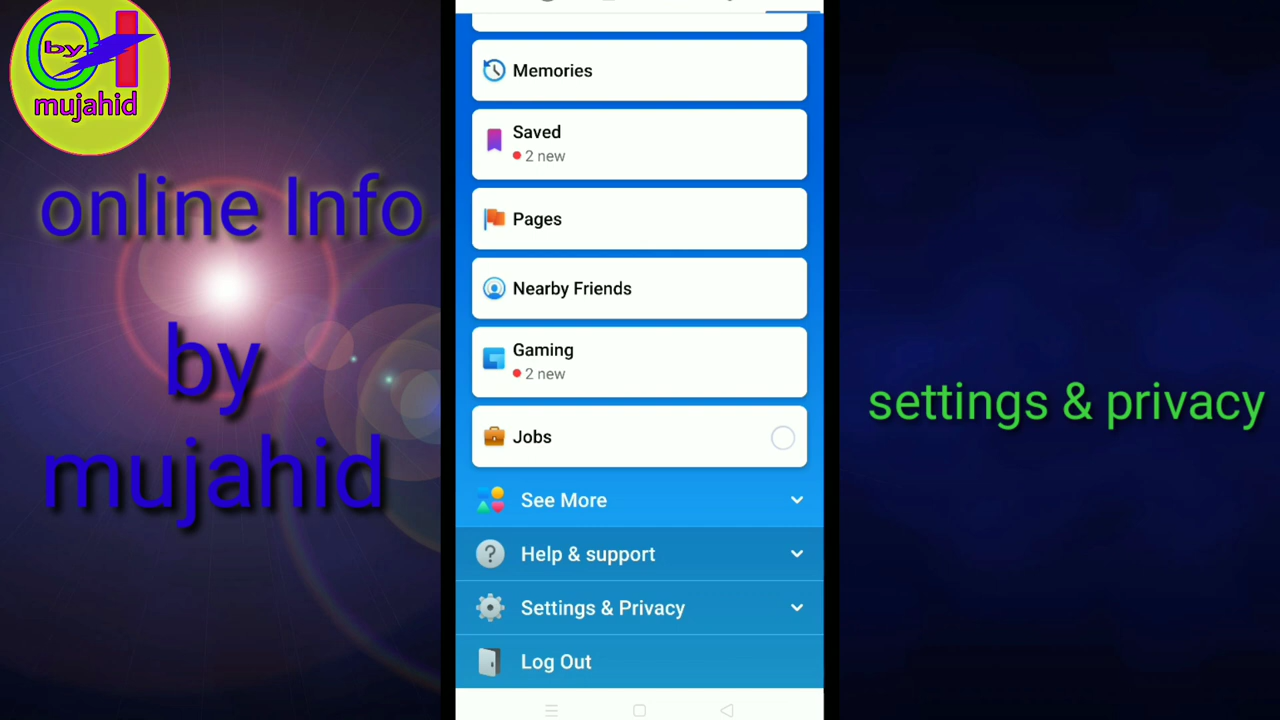 by
mujahid
online Info
by
mujahid
Memories
Saved
2 new
Pages
Nearby Friends
Gaming
2 new
Jobs
See More
Help & support
Settings & Privacy
Log Out
settings & privacy